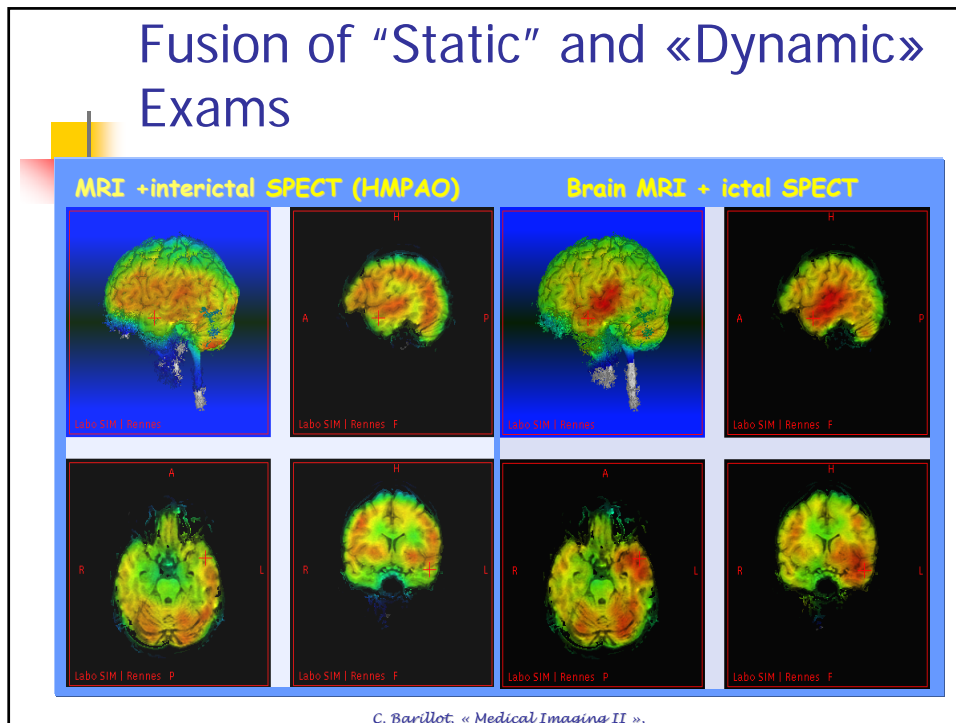 Fusion of “Static” and «Dynamic»
Exams
MRI +interictal SPECT (HMPAO)
Brain MRI + ictal SPECT
Labo SIM | Rennes
H
A
P
Labo SIM | Rennes F
Labo SIM | Rennes
H
A
P
Labo SIM | Rennes F
A
R
L
Labo SIM | Rennes P
H
R
L
Labo SIM | Rennes F
A
R
L
Labo SIM | Rennes P
H
R
L
Labo SIM | Rennes F
C. Barillot, « Medical Imaging II ».